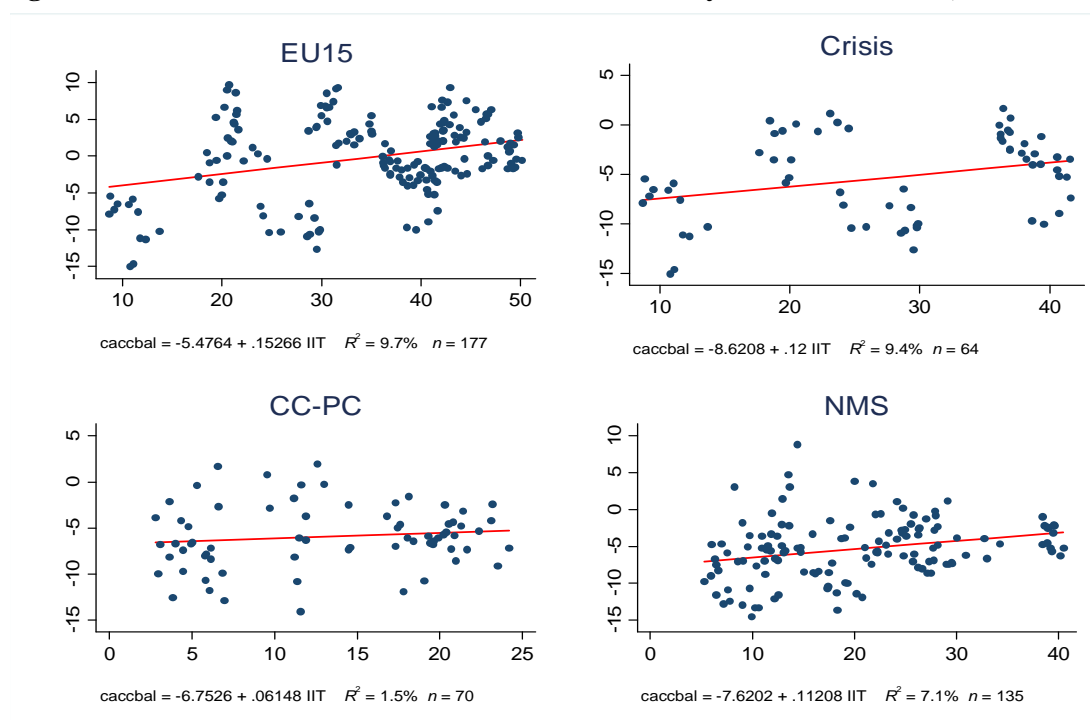 EU15
10
5
0
-5
-10
-15
10 20 30 40 50
caccbal = -5.4764 + .15266 IIT R² = 9.7% n = 177
Crisis
5
0
-5
-10
-15
10 20 30 40
caccbal = -8.6208 + .12 IIT R² = 9.4% n = 64
CC-PC
5
0
-5
-10
-15
0 5 10 15 20 25
caccbal = -6.7526 + .06148 IIT R² = 1.5% n = 70
NMS
10
5
0
-5
-10
-15
0 10 20 30 40
caccbal = -7.6202 + .11208 IIT R² = 7.1% n = 135